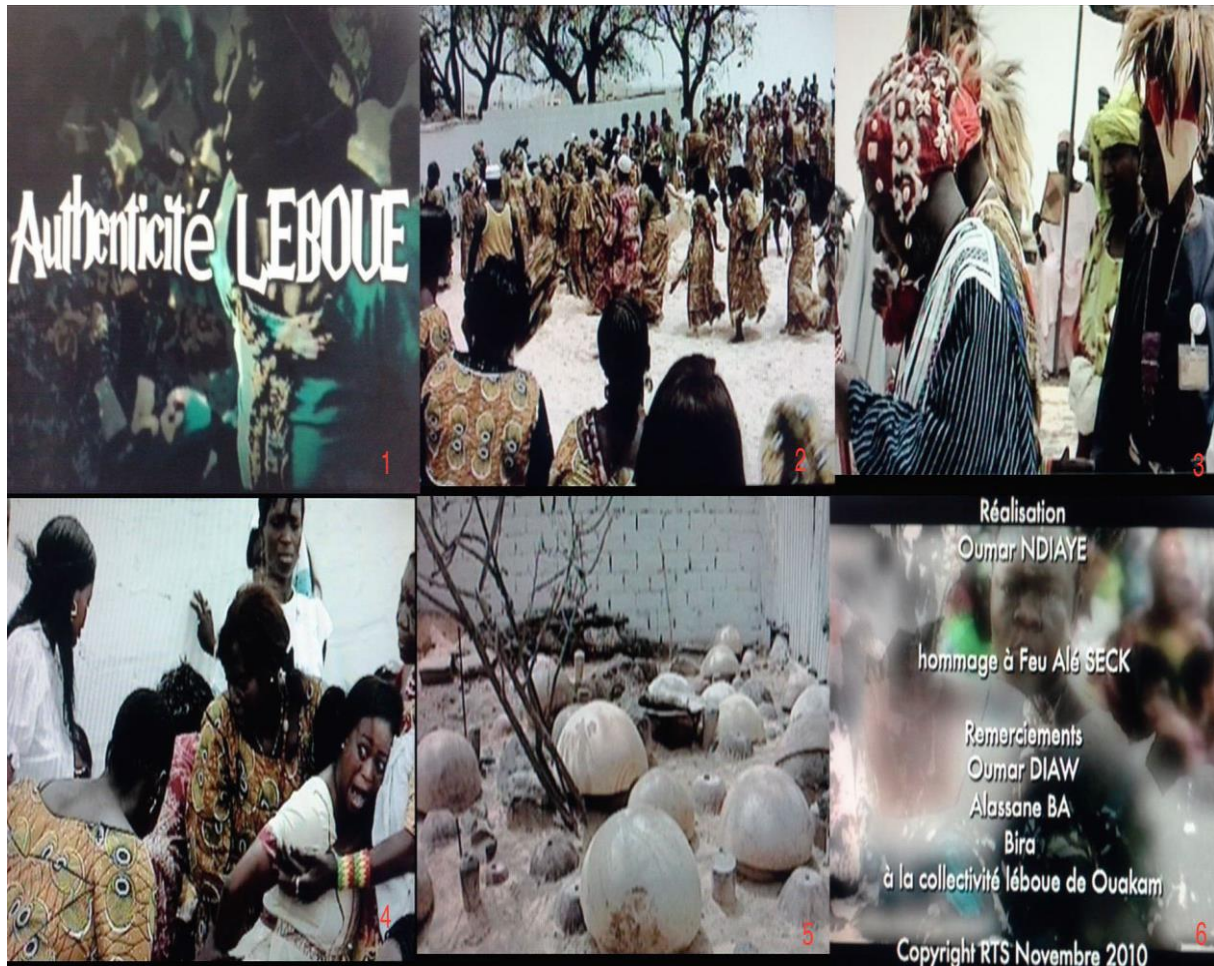 Authenticité LEBOUE
1
2
3
4
5
Réalisation
Oumar NDIAYE
hommage à Feu Alé SECK
Remerciements
Oumar DIAW
Alassane BA
Bira
à la collectivité léboue de Ouakam
6
Copyright RTS Novembre 2010